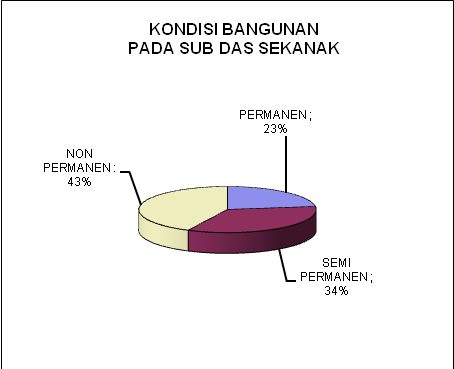 KONDISI BANGUNAN
PADA SUB DAS SEKANAK
PERMANEN;
23%
NON
PERMANEN:
43%
SEMI
PERMANEN;
34%